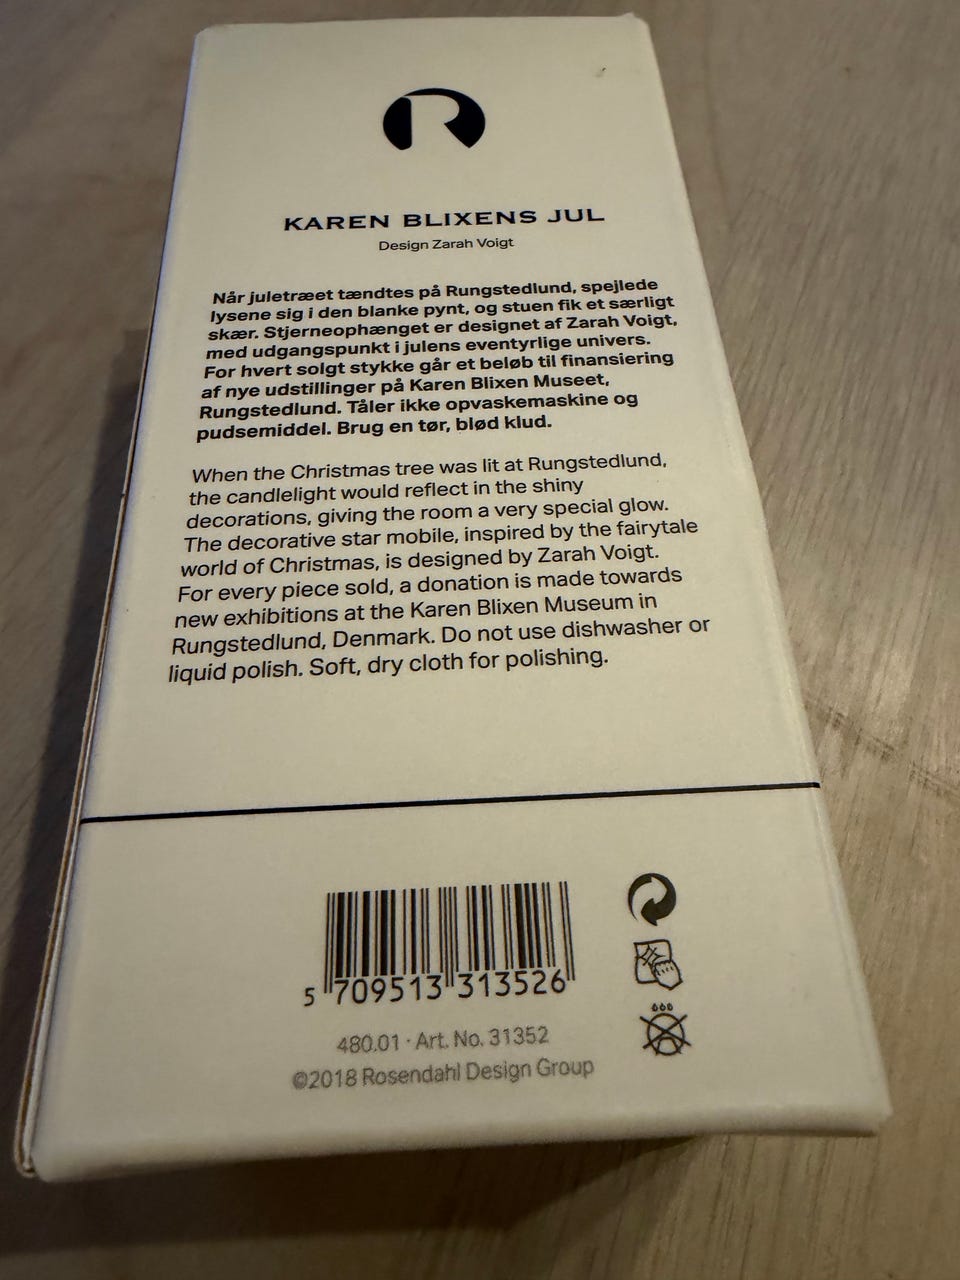 R
KAREN BLIXENS JUL
Design Zarah Voigt
Når juletræet tændtes på Rungstedlund, spejlede
lysene sig i den blanke pynt, og stuen fik et særligt
skær. Stjerneophænget er designet af Zarah Voigt,
med udgangspunkt i julens eventyrlige univers.
For hvert solgt stykke går et beløb til finansiering
af nye udstillinger på Karen Blixen Museet,
Rungstedlund. Tåler ikke opvaskemaskine og
pudsemiddel. Brug en tør, blød klud.
When the Christmas tree was lit at Rungstedlund,
the candlelight would reflect in the shiny
decorations, giving the room a very special glow.
The decorative star mobile, inspired by the fairytale
world of Christmas, is designed by Zarah Voigt.
For every piece sold, a donation is made towards
new exhibitions at the Karen Blixen Museum in
Rungstedlund, Denmark. Do not use dishwasher or
liquid polish. Soft, dry cloth for polishing.
5 709513 313526
480.01 · Art. No. 31352
©2018 Rosendahl Design Group